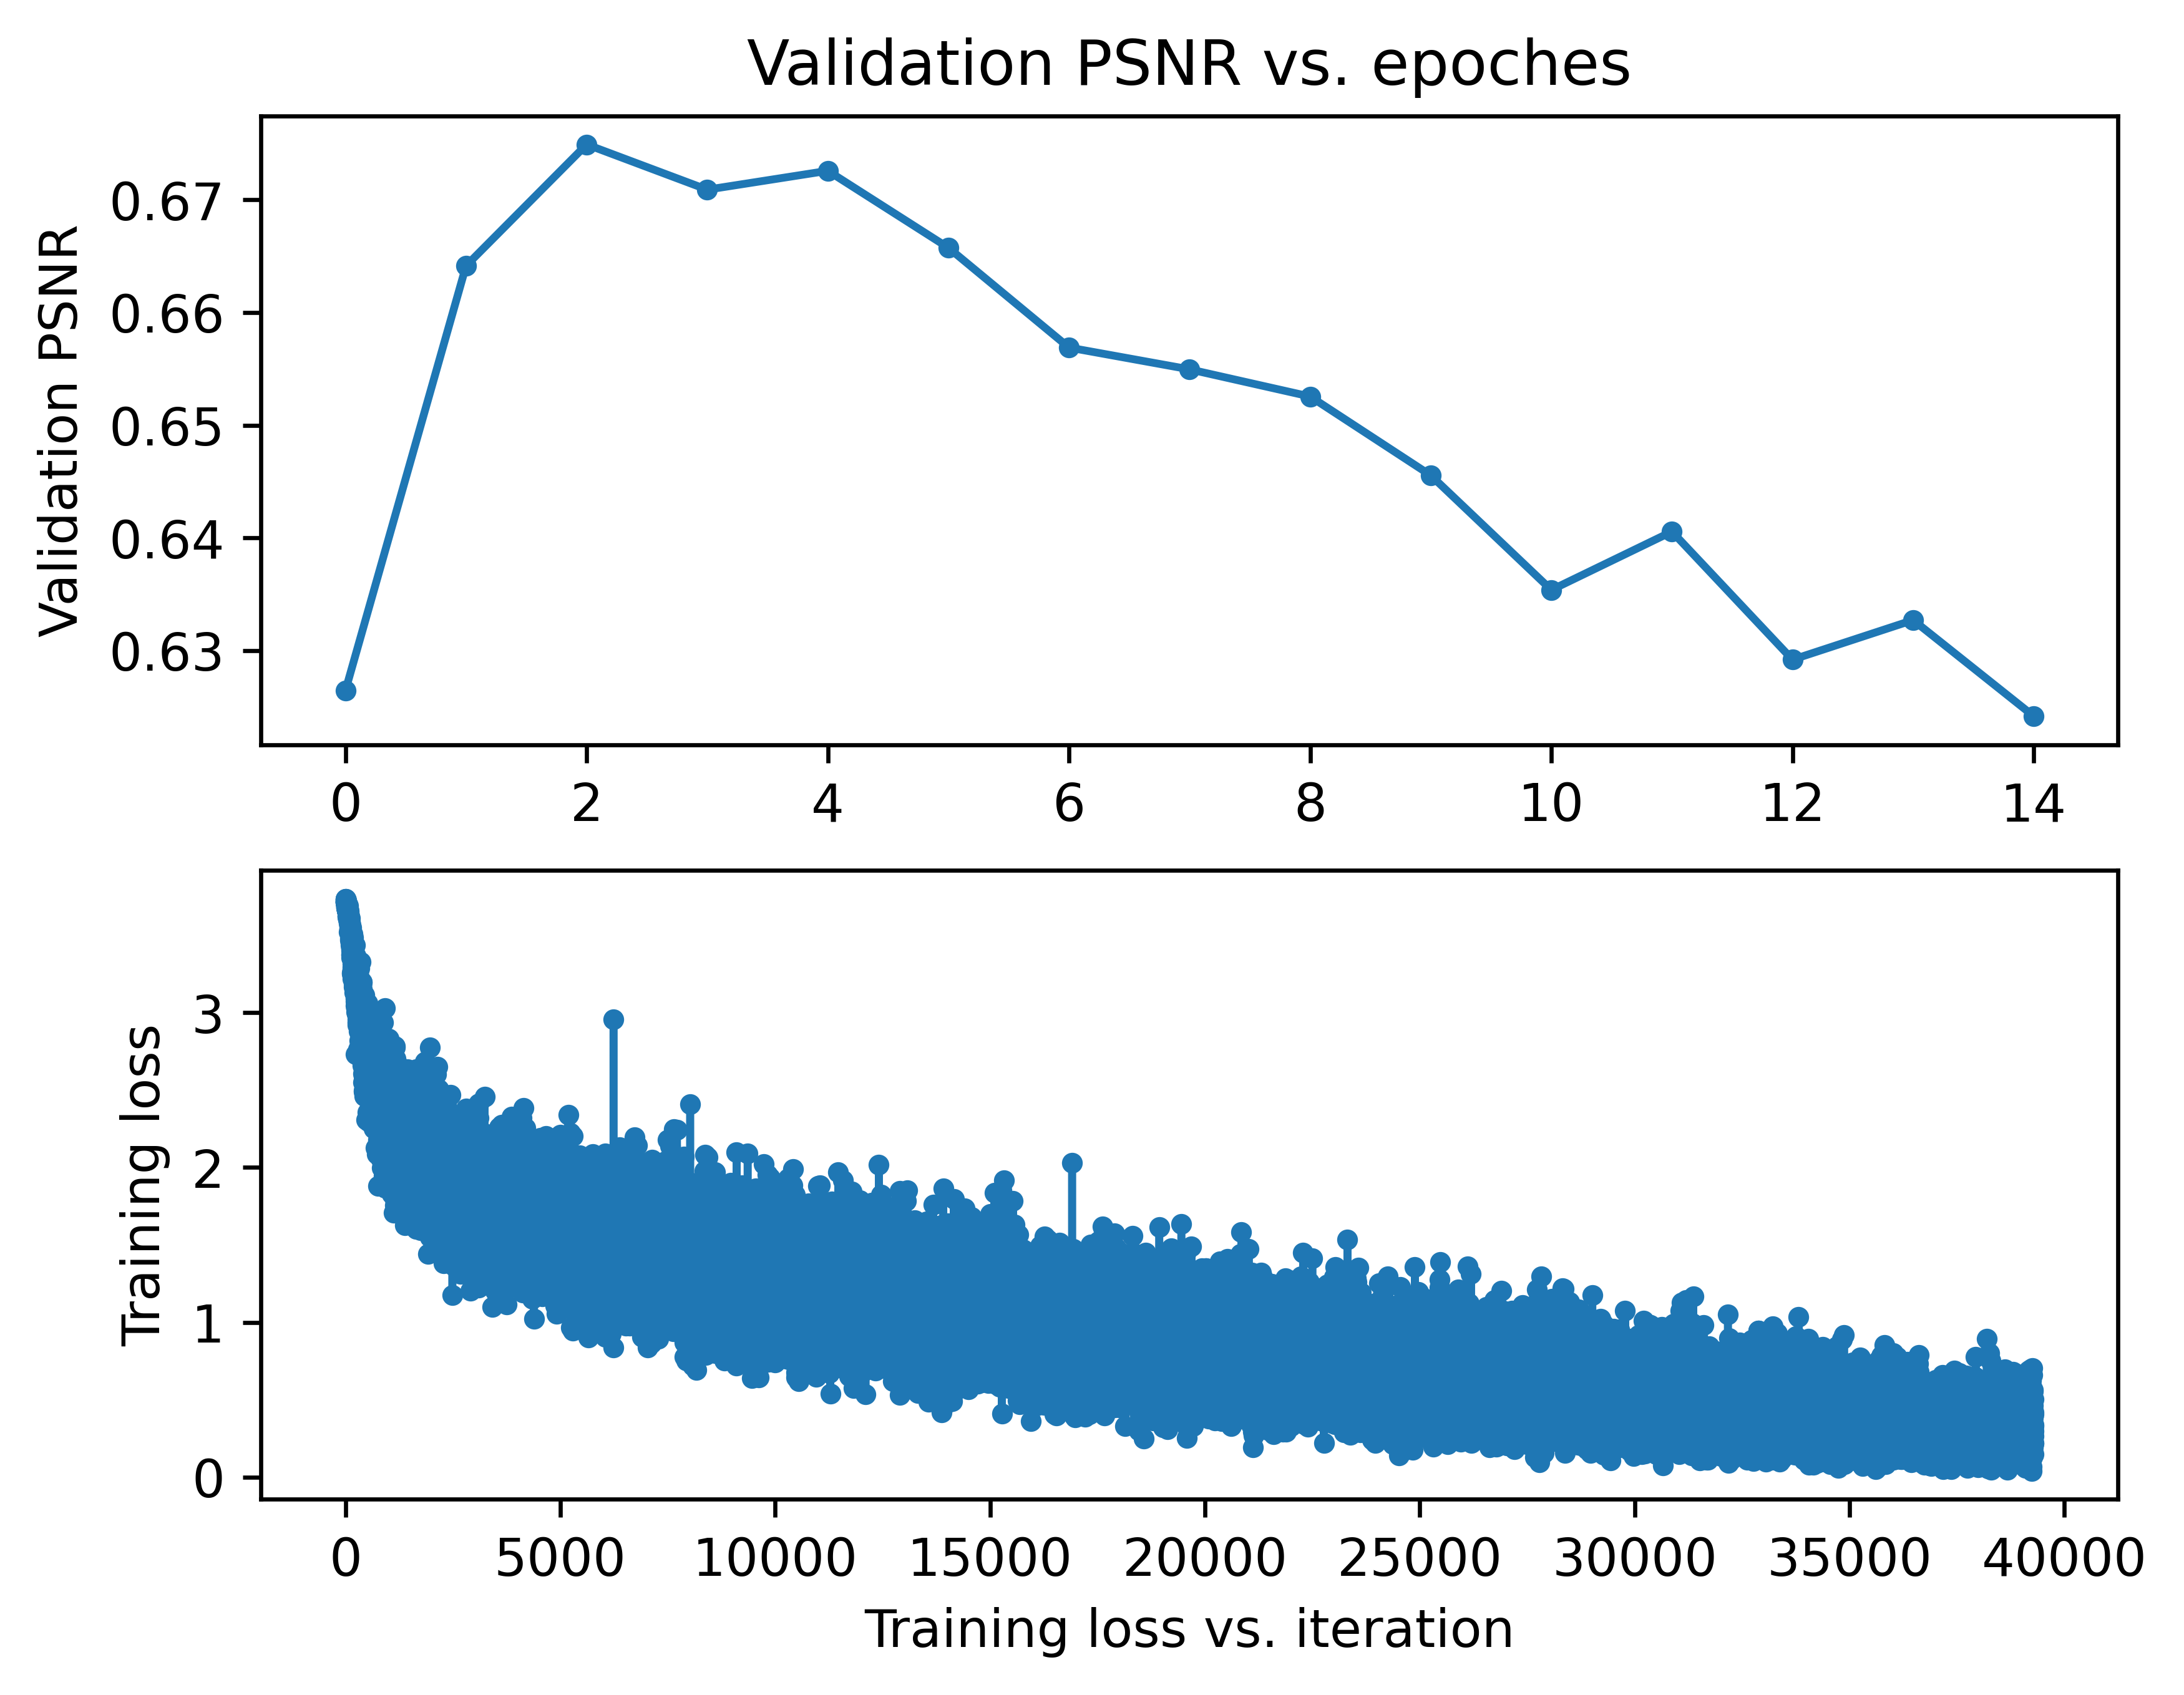 Validation PSNR vs. epoches
Validation PSNR
0.67
0.66
0.65
0.64
0.63
0 2 4 6 8 10 12 14
Training loss
3
2
1
0
0 5000 10000 15000 20000 25000 30000 35000 40000
Training loss vs. iteration